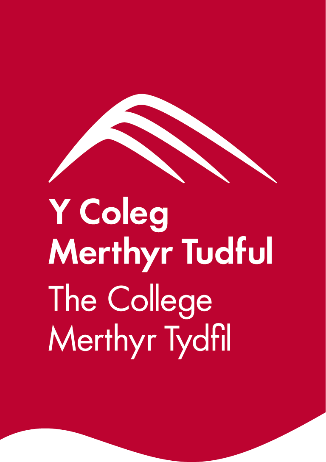 Y Coleg
Merthyr Tudful
The College
Merthyr Tydfil